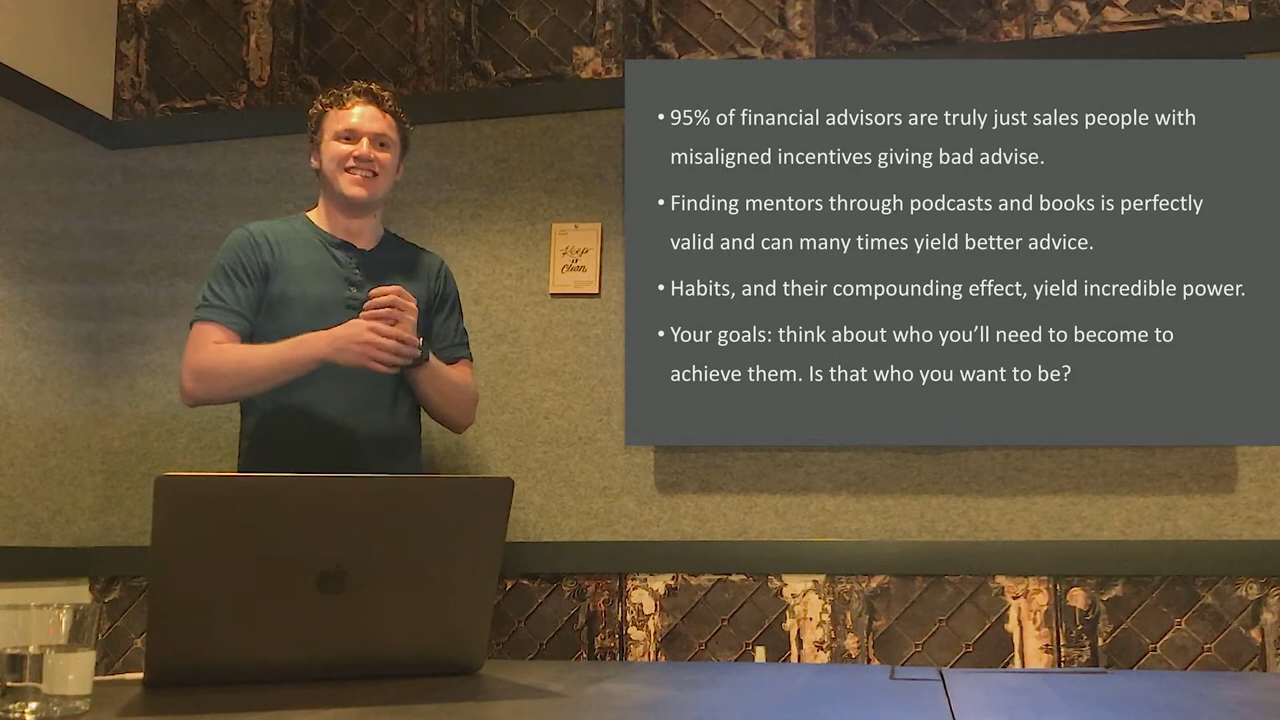 • 95% of financial advisors are truly just sales people with
misaligned incentives giving bad advise.
• Finding mentors through podcasts and books is perfectly
valid and can many times yield better advice.
• Habits, and their compounding effect, yield incredible power.
• Your goals: think about who you’ll need to become to
achieve them. Is that who you want to be?
Keep
IT
Clean